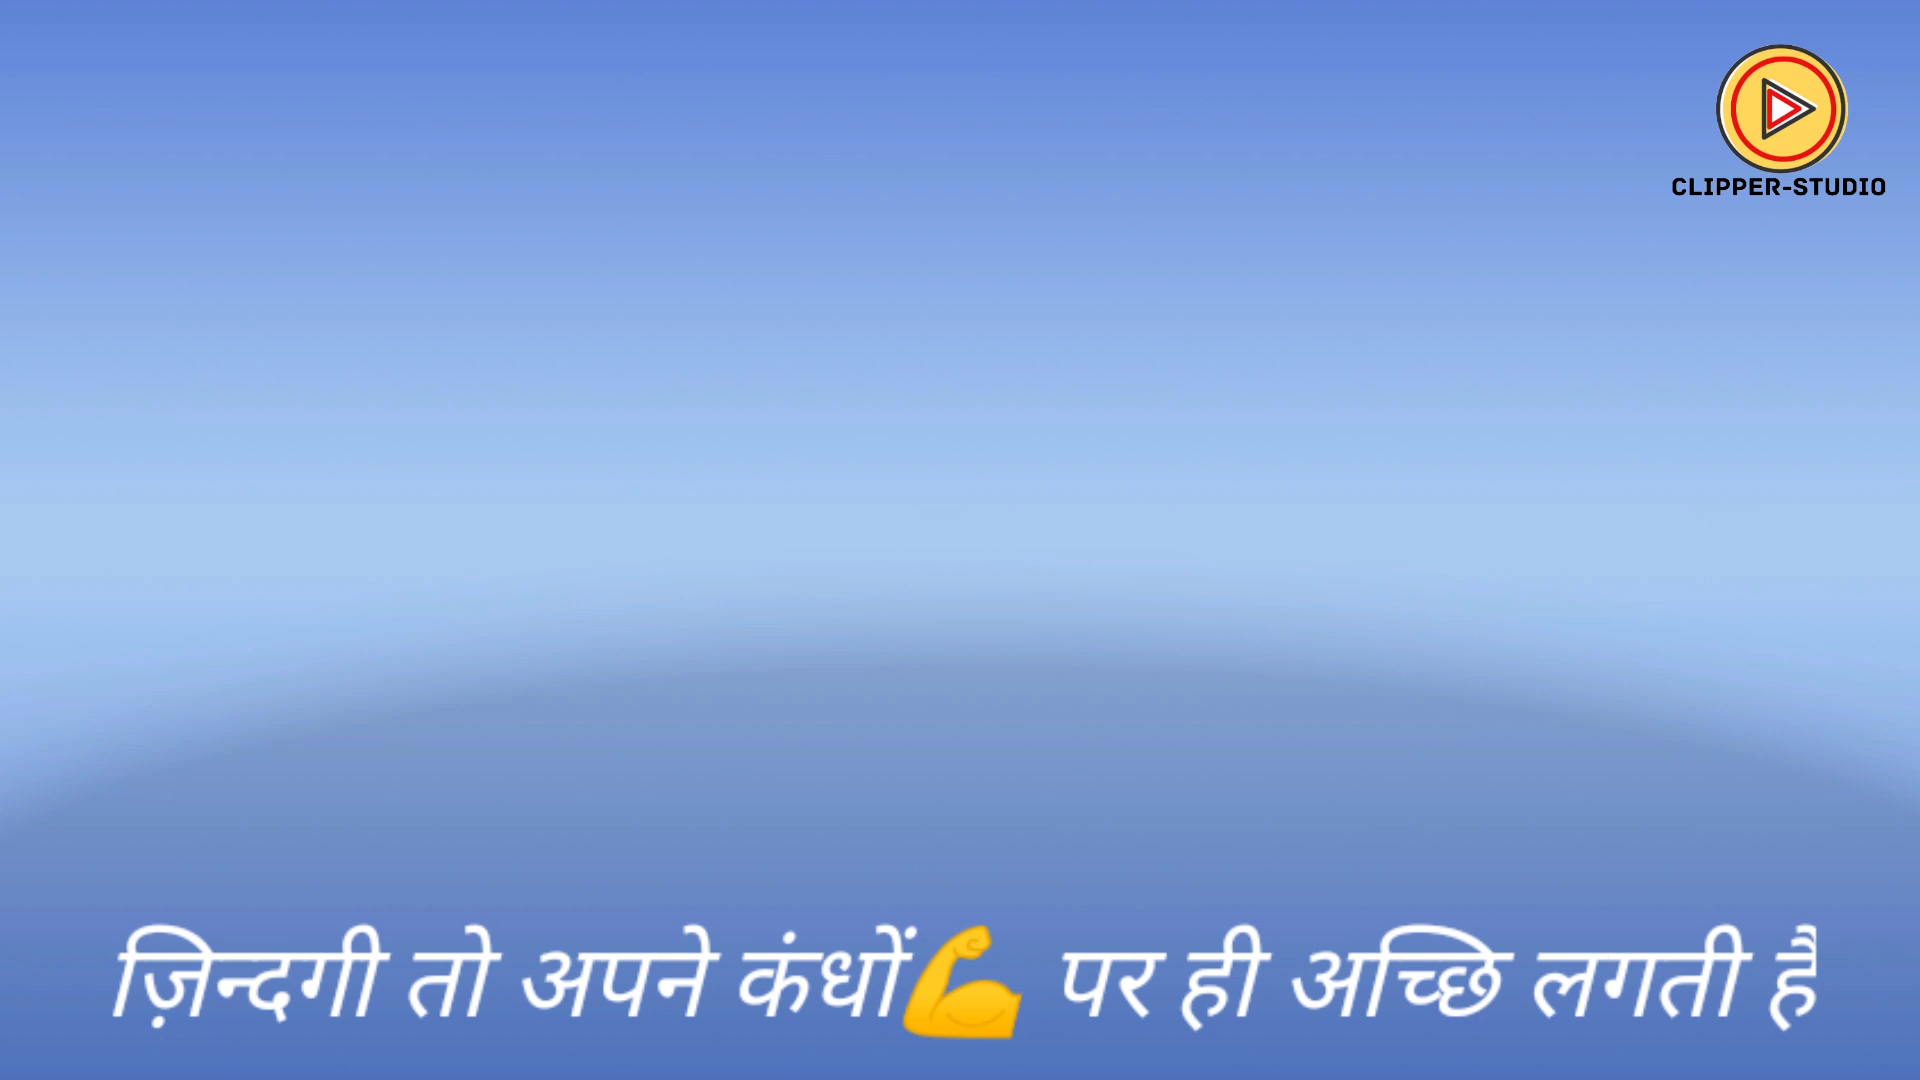 CLIPPER-STUDIO
ज़िन्दगी तो अपने कंधों💪 पर ही अच्छि लगती है